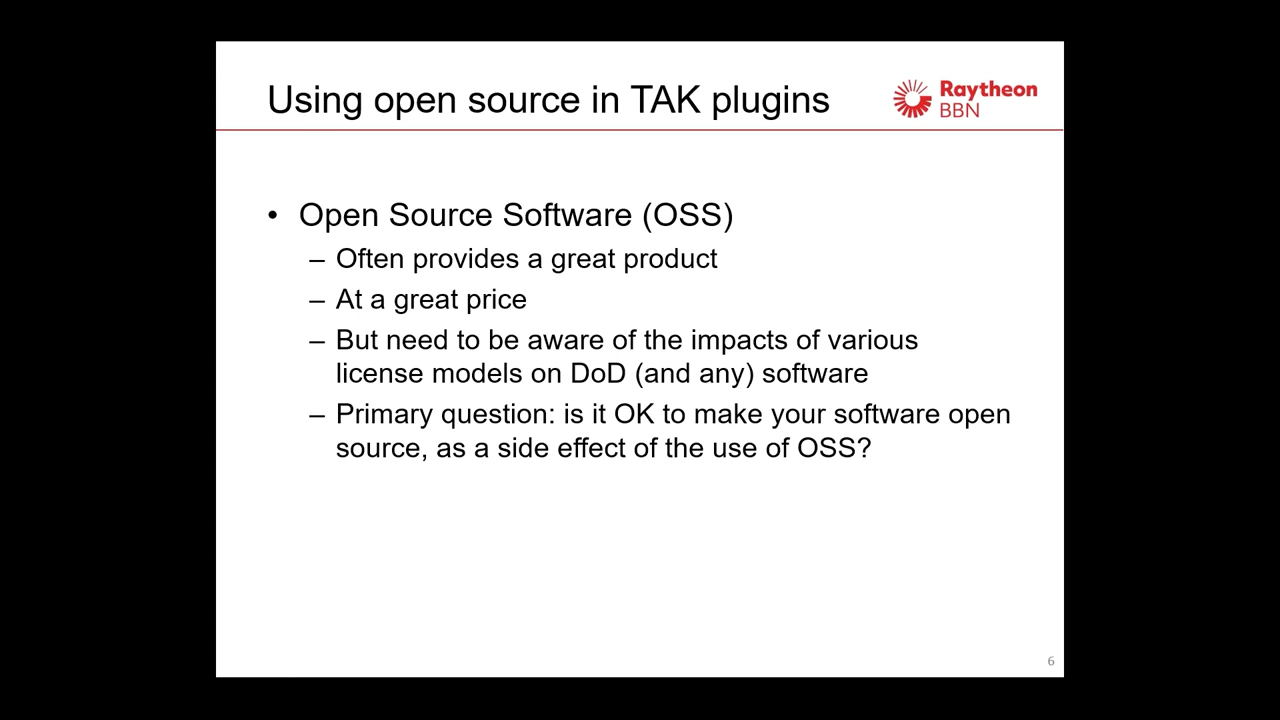 Using open source in TAK plugins
Raytheon
BBN
• Open Source Software (OSS)
– Often provides a great product
– At a great price
– But need to be aware of the impacts of various
license models on DoD (and any) software
– Primary question: is it OK to make your software open
source, as a side effect of the use of OSS?
6